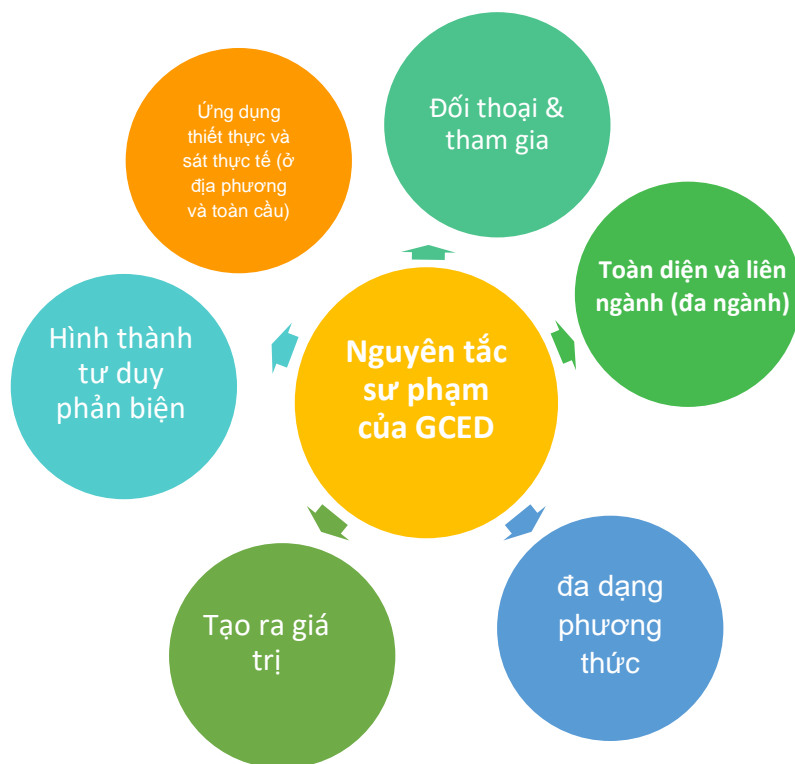 Đối thoại &
tham gia
Ứng dụng
thiết thực và
sát thực tế (ở
địa phương
và toàn cầu)
Toàn diện và liên
ngành (đa ngành)
Hình thành
tư duy
phản biện
Nguyên tắc
sư phạm
của GCED
đa dạng
phương
thức
Tạo ra giá
trị